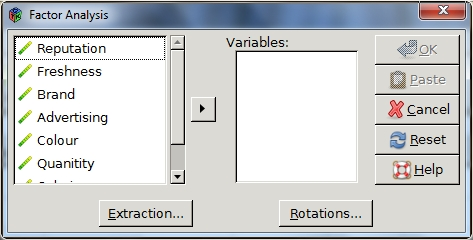 Factor Analysis
Reputation
Freshness
Brand
Advertising
Colour
Quanitity
Variables:
OK
Paste
Cancel
Reset
Help
Extraction...
Rotations...